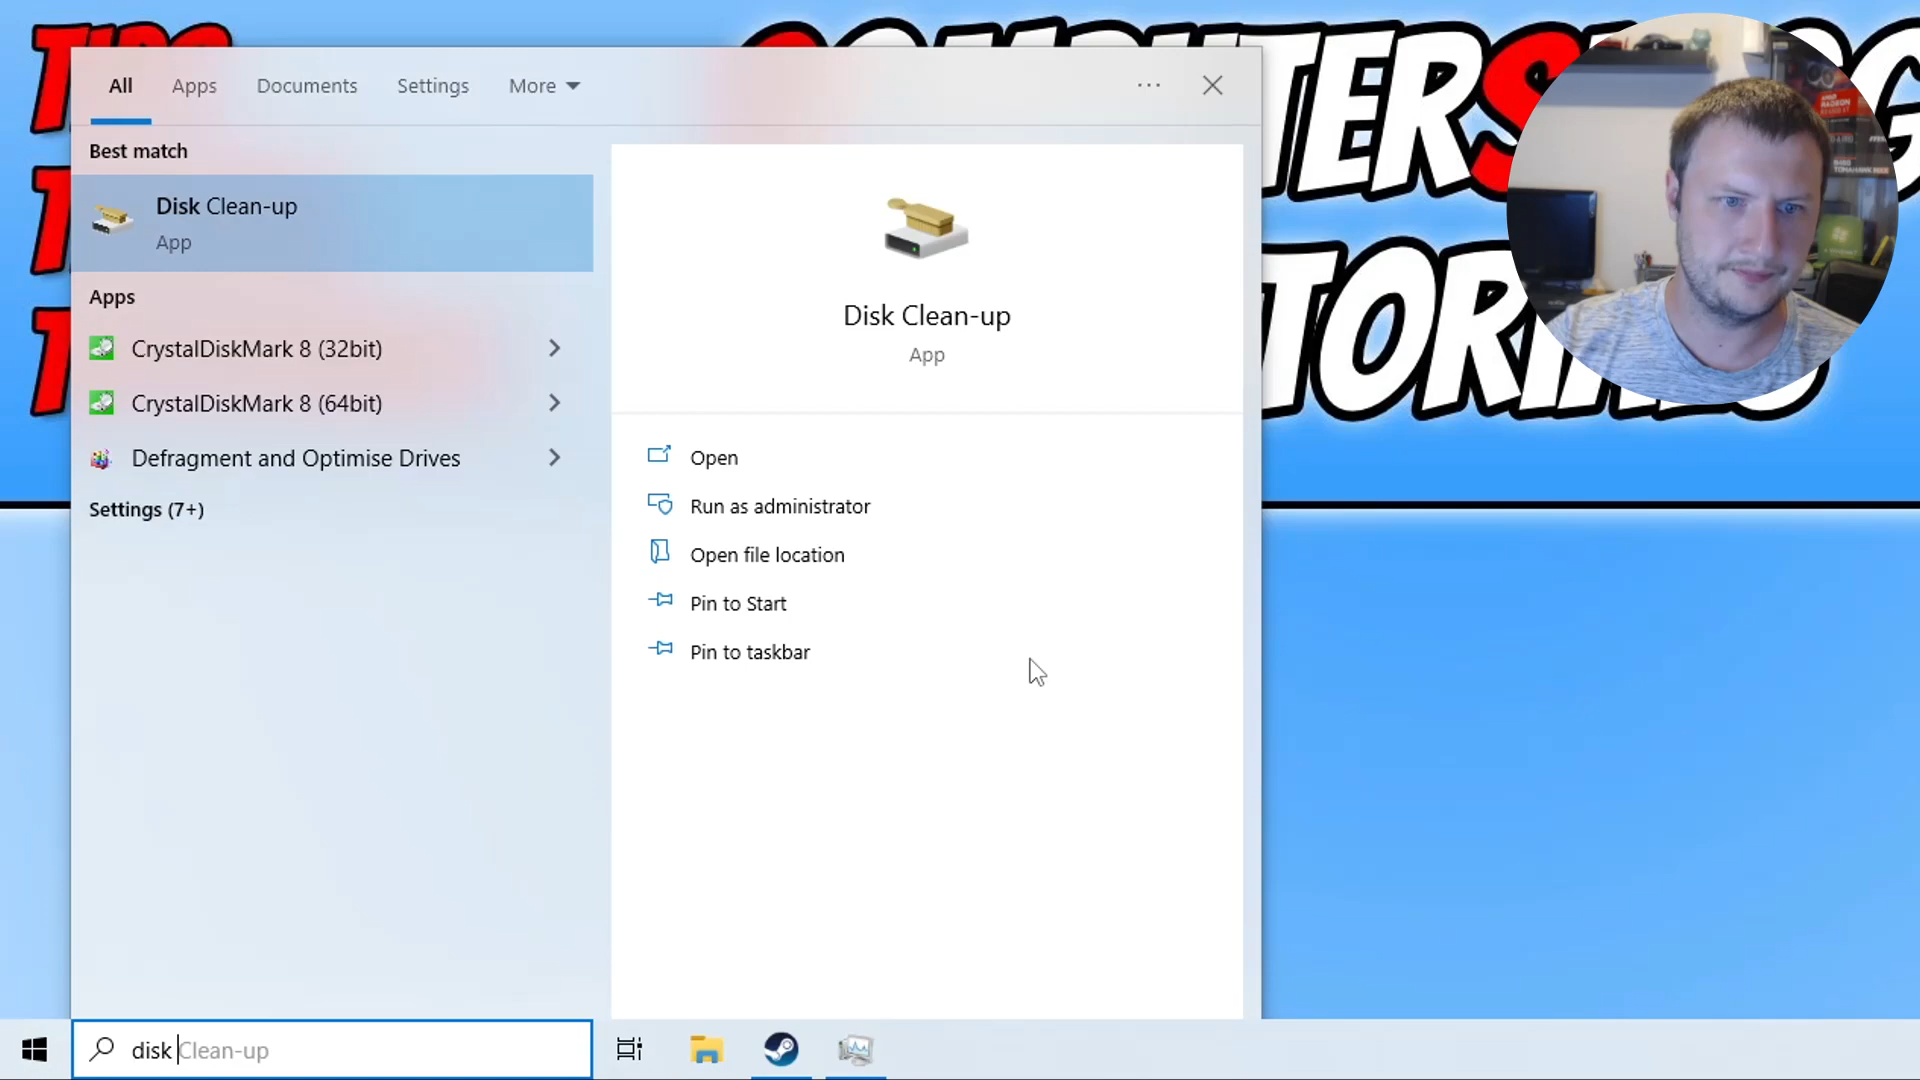 All Apps Documents Settings More
Best match
Disk Clean-up
App
Apps
CrystalDiskMark 8 (32bit)
CrystalDiskMark 8 (64bit)
Defragment and Optimise Drives
Settings (7+)
Disk Clean-up
App
Open
Run as administrator
Open file location
Pin to Start
Pin to taskbar
disk Clean-up